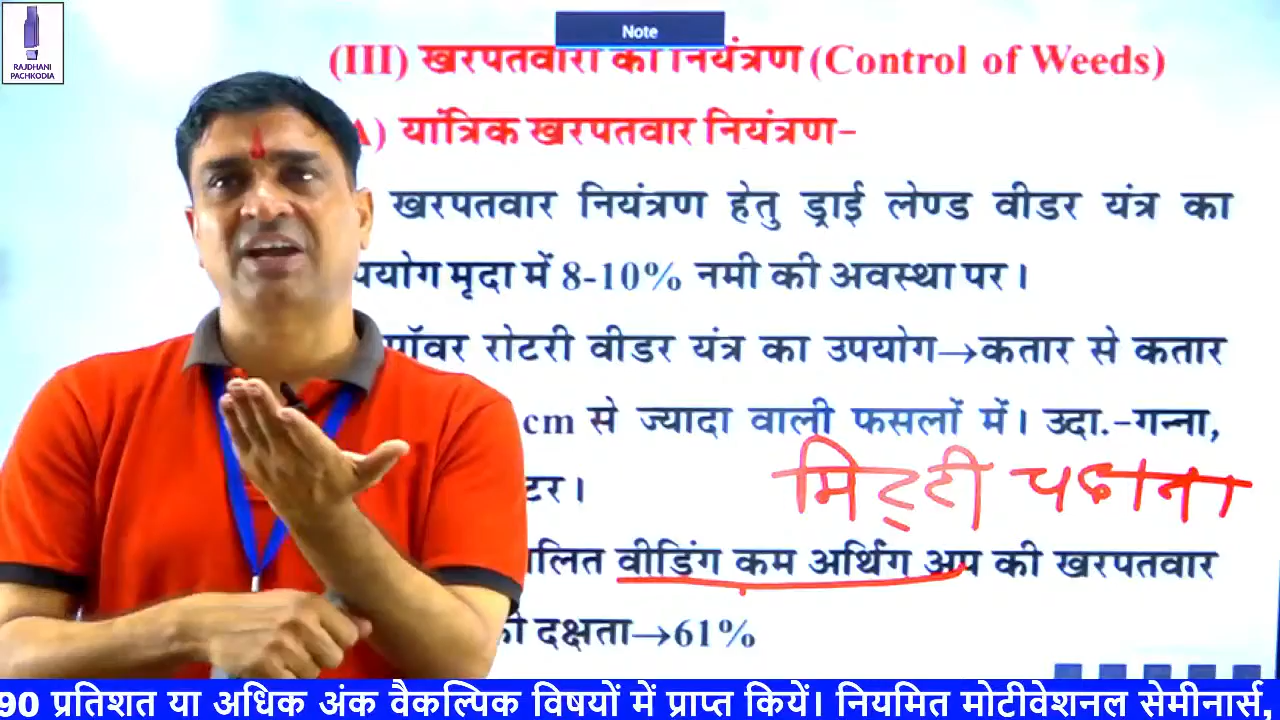 RAJDHANI
PACHKODIA
Note
(III) खरपतवारों का नियंत्रण (Control of Weeds)
A) यांत्रिक खरपतवार नियंत्रण-
खरपतवार नियंत्रण हेतु ड्राई लेण्ड वीडर यंत्र का
पयोग मृदा में 8-10% नमी की अवस्था पर।
पॉवर रोटरी वीडर यंत्र का उपयोग→कतार से कतार
cm से ज्यादा वाली फसलों में। उदा.-गन्ना,
टर।
मिट्टी चढाना
लित वीडिंग कम अर्थिंग अप की खरपतवार
की दक्षता→61%
90 प्रतिशत या अधिक अंक वैकल्पिक विषयों में प्राप्त कियें। नियमित मोटीवेशनल सेमीनार्स,